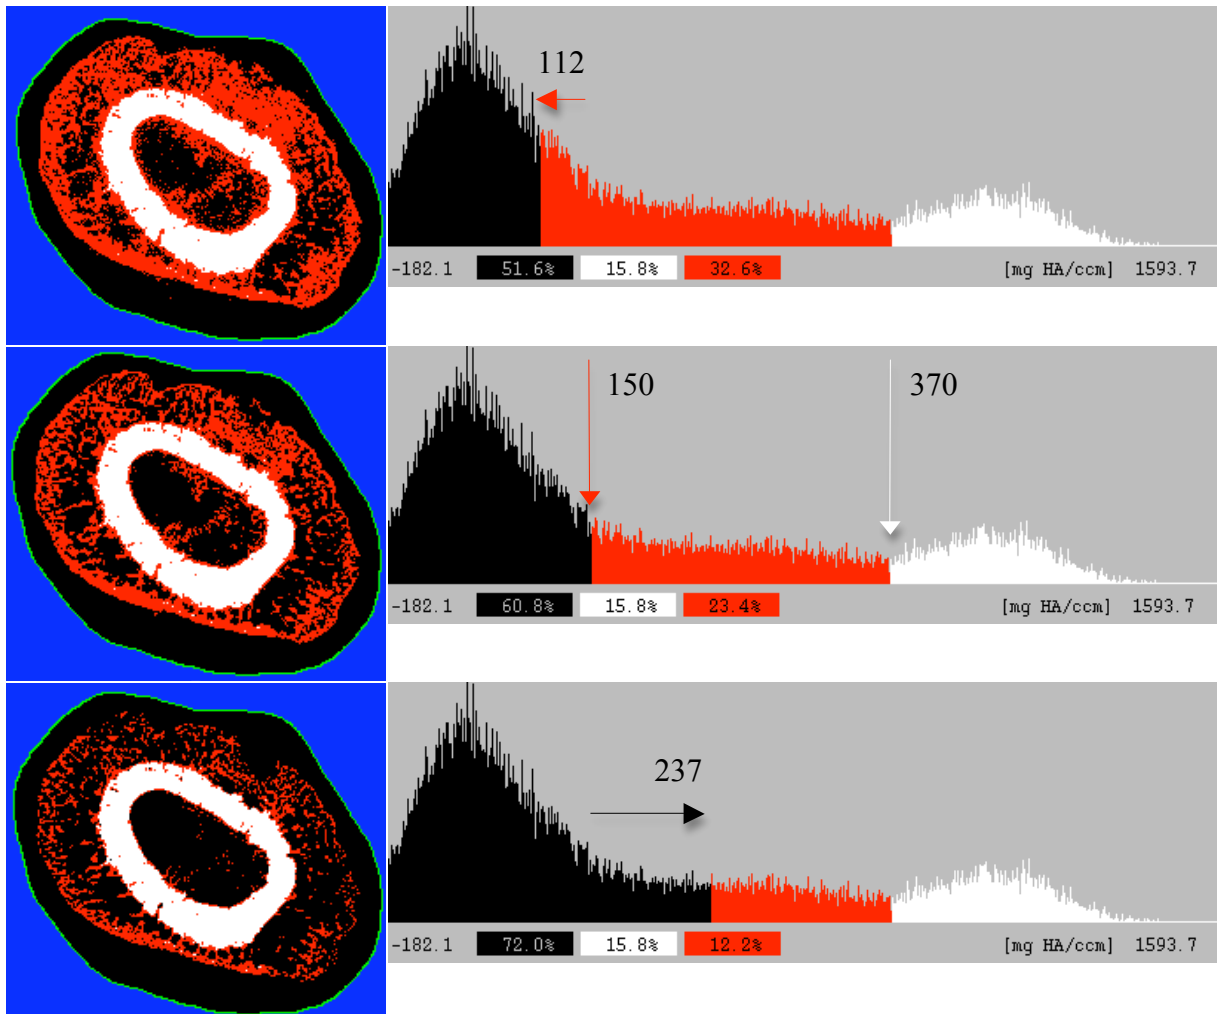 112
-182.1 51.6% 15.8% 32.6% [mg HA/ccm] 1593.7
150 370
-182.1 60.8% 15.8% 23.4% [mg HA/ccm] 1593.7
237
-182.1 72.0% 15.8% 12.2% [mg HA/ccm] 1593.7